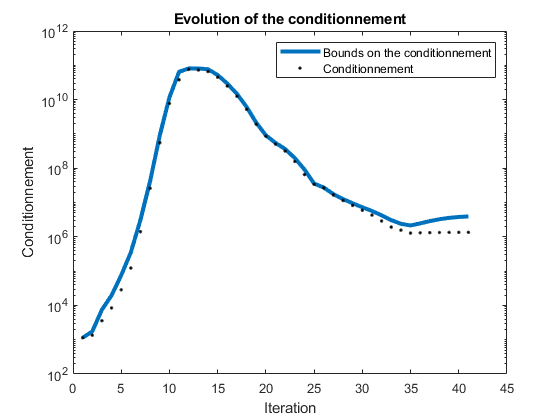 Evolution of the conditionnement
Bounds on the conditionnement
Conditionnement
10^12
10^10
10^8
10^6
10^4
10^2
Conditionnement
0 5 10 15 20 25 30 35 40 45
Iteration